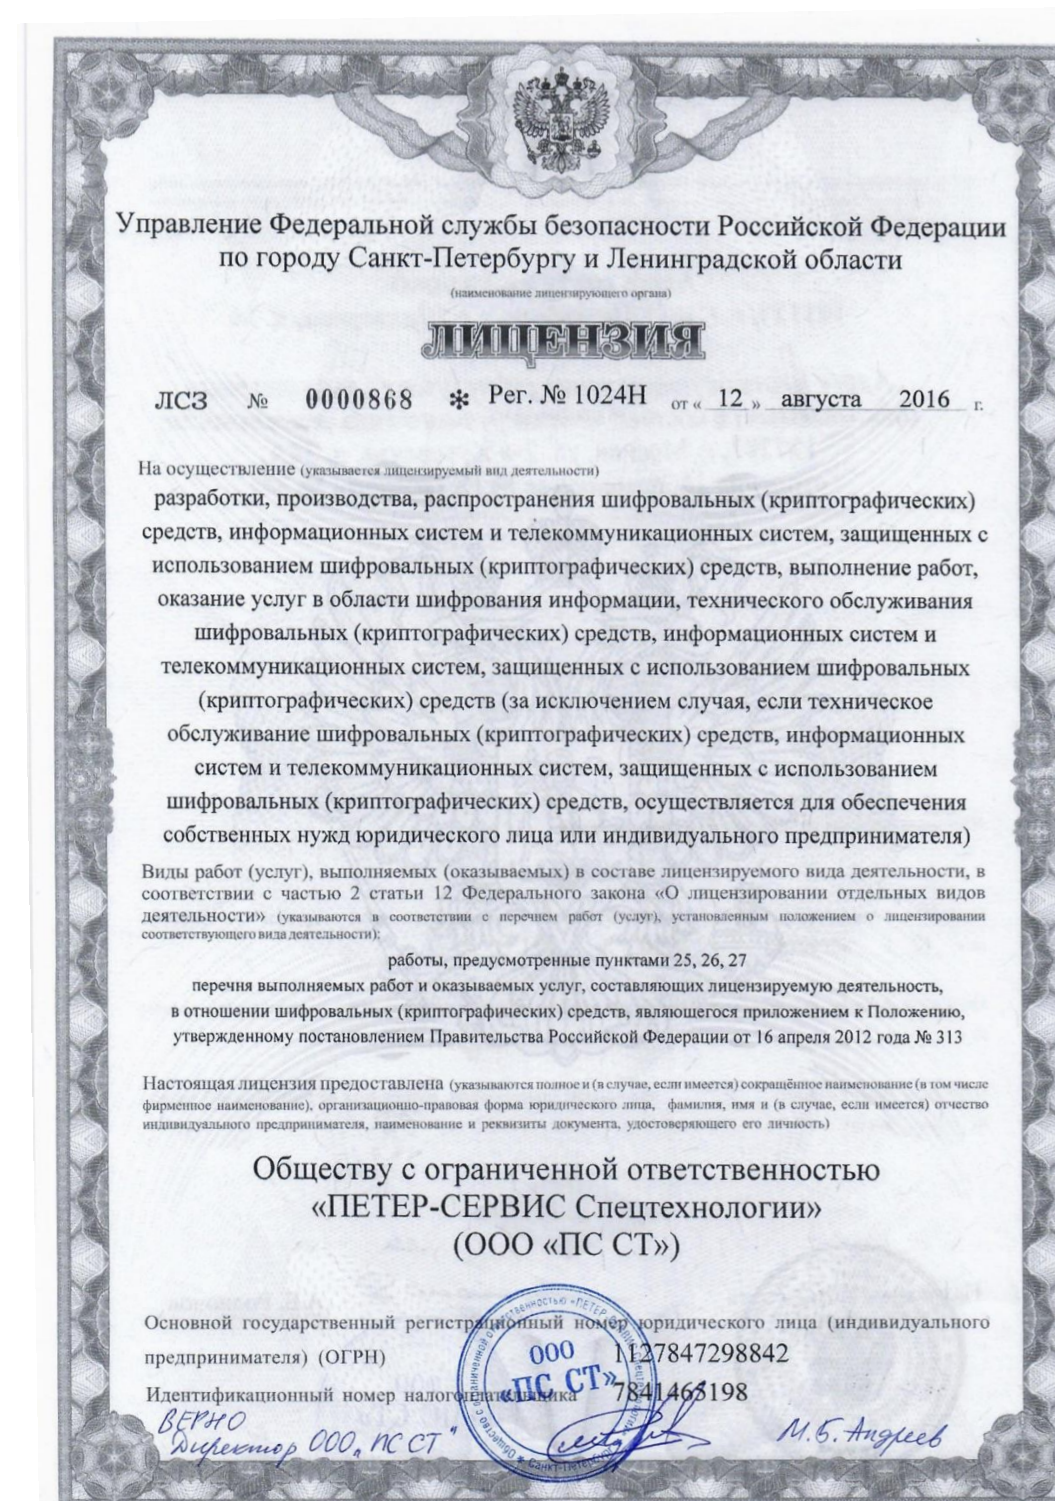 Управление Федеральной службы безопасности Российской Федерации
по городу Санкт-Петербургу и Ленинградской области
(наименование лицензирующего органа)
ЛИЦЕНЗИЯ
ЛСЗ № 0000868 ✻ Рег. № 1024Н от « 12 » августа 2016 г.
На осуществление (указывается лицензируемый вид деятельности)
разработки, производства, распространения шифровальных (криптографических)
средств, информационных систем и телекоммуникационных систем, защищенных с
использованием шифровальных (криптографических) средств, выполнение работ,
оказание услуг в области шифрования информации, технического обслуживания
шифровальных (криптографических) средств, информационных систем и
телекоммуникационных систем, защищенных с использованием шифровальных
(криптографических) средств (за исключением случая, если техническое
обслуживание шифровальных (криптографических) средств, информационных
систем и телекоммуникационных систем, защищенных с использованием
шифровальных (криптографических) средств, осуществляется для обеспечения
собственных нужд юридического лица или индивидуального предпринимателя)
Виды работ (услуг), выполняемых (оказываемых) в составе лицензируемого вида деятельности, в
соответствии с частью 2 статьи 12 Федерального закона «О лицензировании отдельных видов
деятельности» (указываются в соответствии с перечнем работ (услуг), установленным положением о лицензировании
соответствующего вида деятельности):
работы, предусмотренные пунктами 25, 26, 27
перечня выполняемых работ и оказываемых услуг, составляющих лицензируемую деятельность,
в отношении шифровальных (криптографических) средств, являющегося приложением к Положению,
утвержденному постановлением Правительства Российской Федерации от 16 апреля 2012 года № 313
Настоящая лицензия предоставлена (указываются полное и (в случае, если имеется) сокращённое наименование (в том числе
фирменное наименование), организационно-правовая форма юридического лица, фамилия, имя и (в случае, если имеется) отчество
индивидуального предпринимателя, наименование и реквизиты документа, удостоверяющего его личность)
Обществу с ограниченной ответственностью
«ПЕТЕР-СЕРВИС Спецтехнологии»
(ООО «ПС СТ»)
Основной государственный регистрационный номер юридического лица (индивидуального
предпринимателя) (ОГРН) 1127847298842
Идентификационный номер налогоплательщика 7841465198
Общество с ограниченной ответственностью «ПЕТЕР-СЕРВИС Спецтехнологии» ✻ Санкт-Петербург
ООО
«ПС СТ»
ВЕРНО
Директор ООО „ПС СТ" М.Б. Андреев